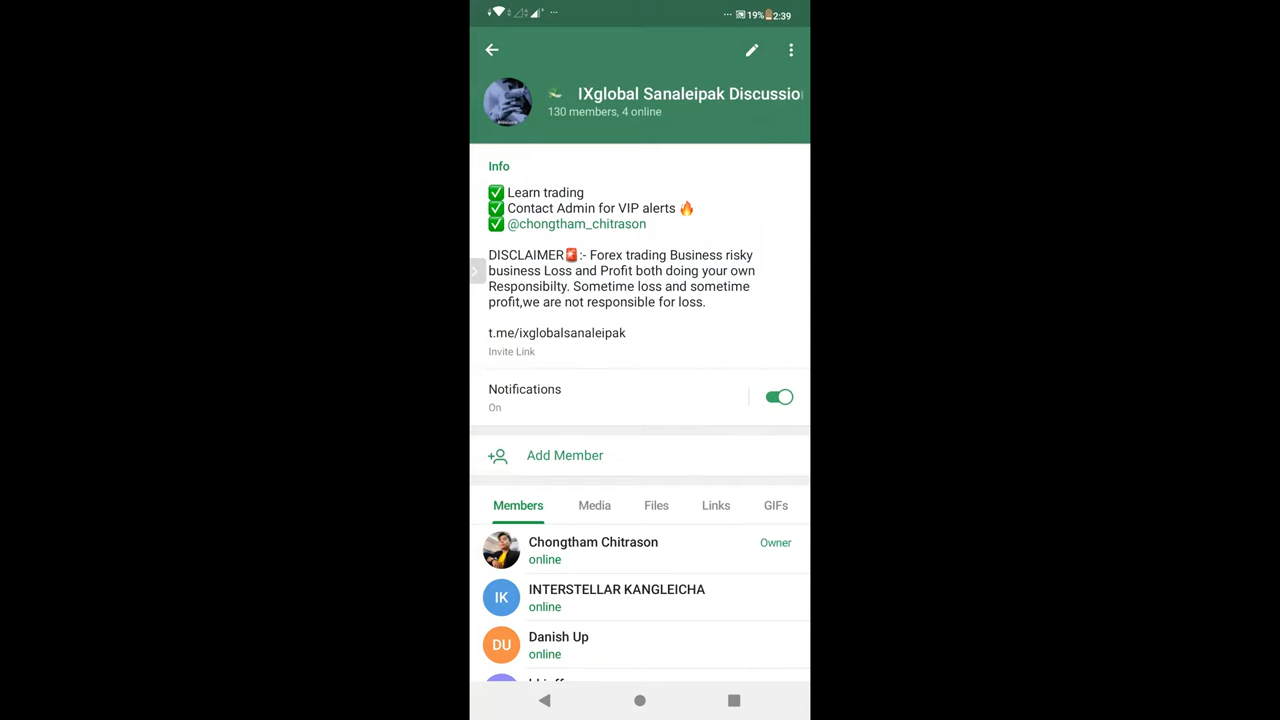 19% 2:39
IXglobal Sanaleipak Discussio
130 members, 4 online
Info
✅ Learn trading
✅ Contact Admin for VIP alerts 🔥
✅ @chongtham_chitrason
DISCLAIMER🚨:- Forex trading Business risky
business Loss and Profit both doing your own
Responsibilty. Sometime loss and sometime
profit,we are not responsible for loss.
t.me/ixglobalsanaleipak
Invite Link
Notifications
On
Add Member
Members Media Files Links GIFs
Chongtham Chitrason Owner
online
IK INTERSTELLAR KANGLEICHA
online
DU Danish Up
online